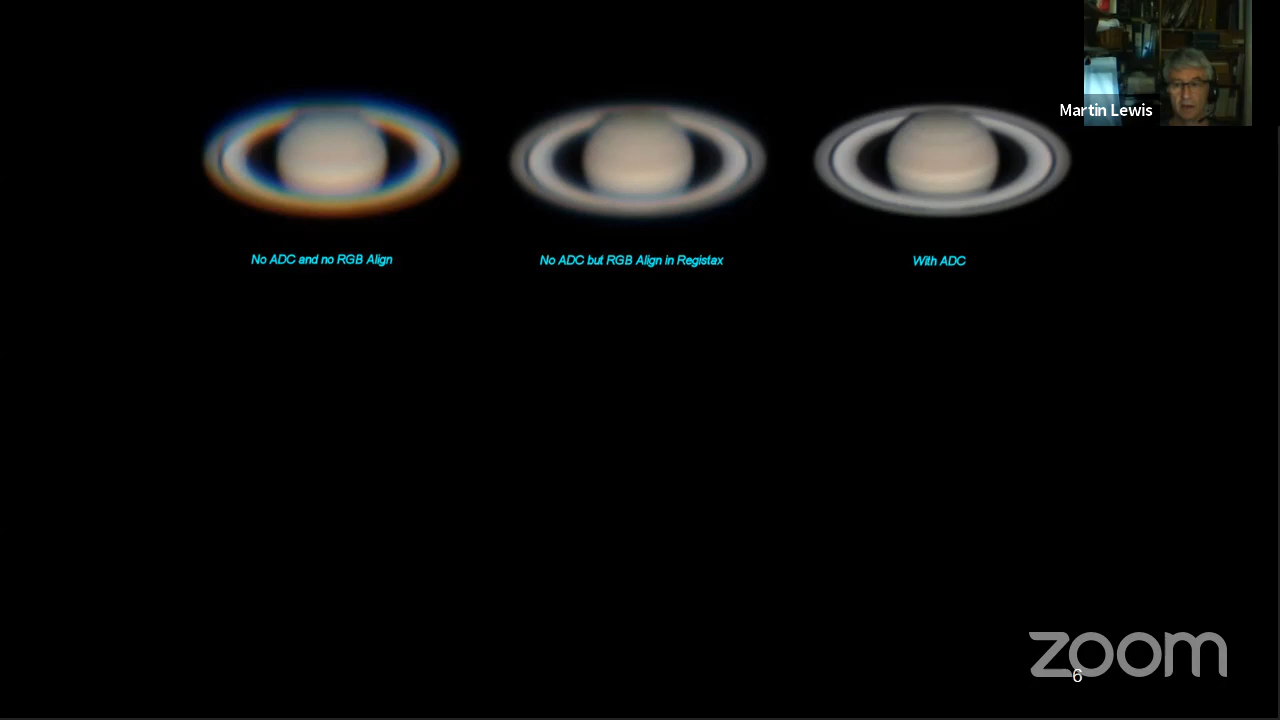 Martin Lewis
No ADC and no RGB Align
No ADC but RGB Align in Registax
With ADC
zoom
6